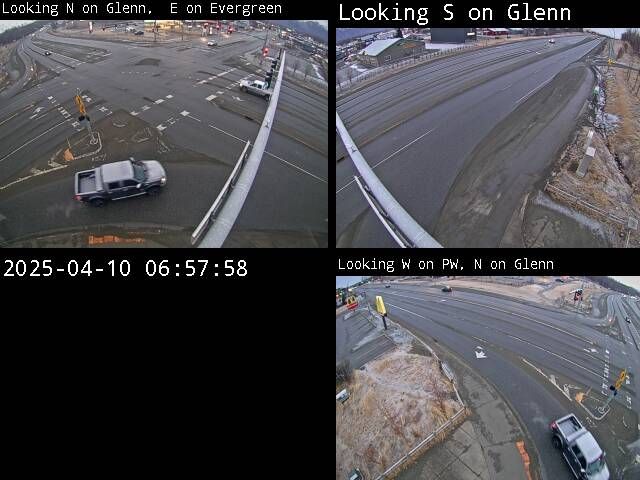 Looking N on Glenn,  E on Evergreen
Looking S on Glenn
2025-04-10 06:57:58
Looking W on PW, N on Glenn